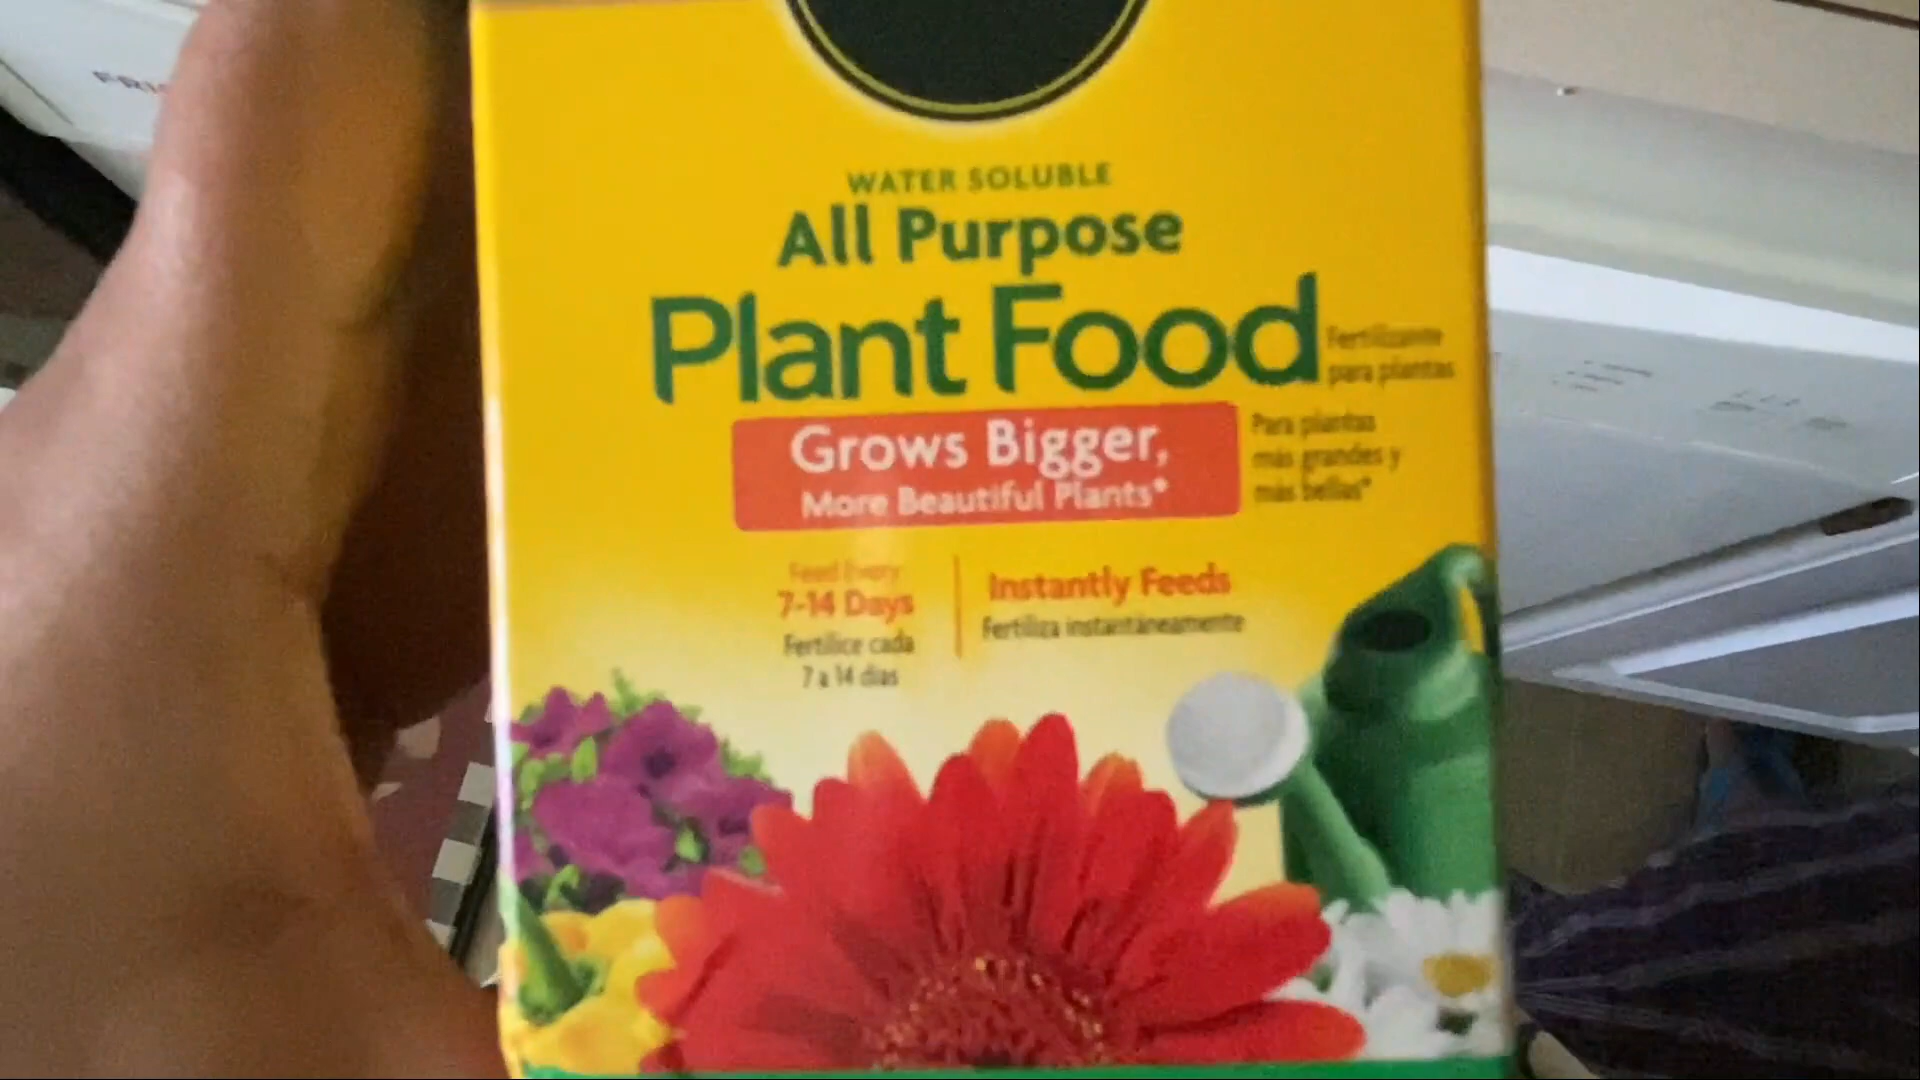 WATER SOLUBLE
All Purpose
Plant Food
Fertilizante
para plantas
Grows Bigger,
More Beautiful Plants*
Para plantas
más grandes y
más bellas*
Feed Every
7-14 Days
Fertilice cada
7 a 14 días
Instantly Feeds
Fertiliza instantáneamente